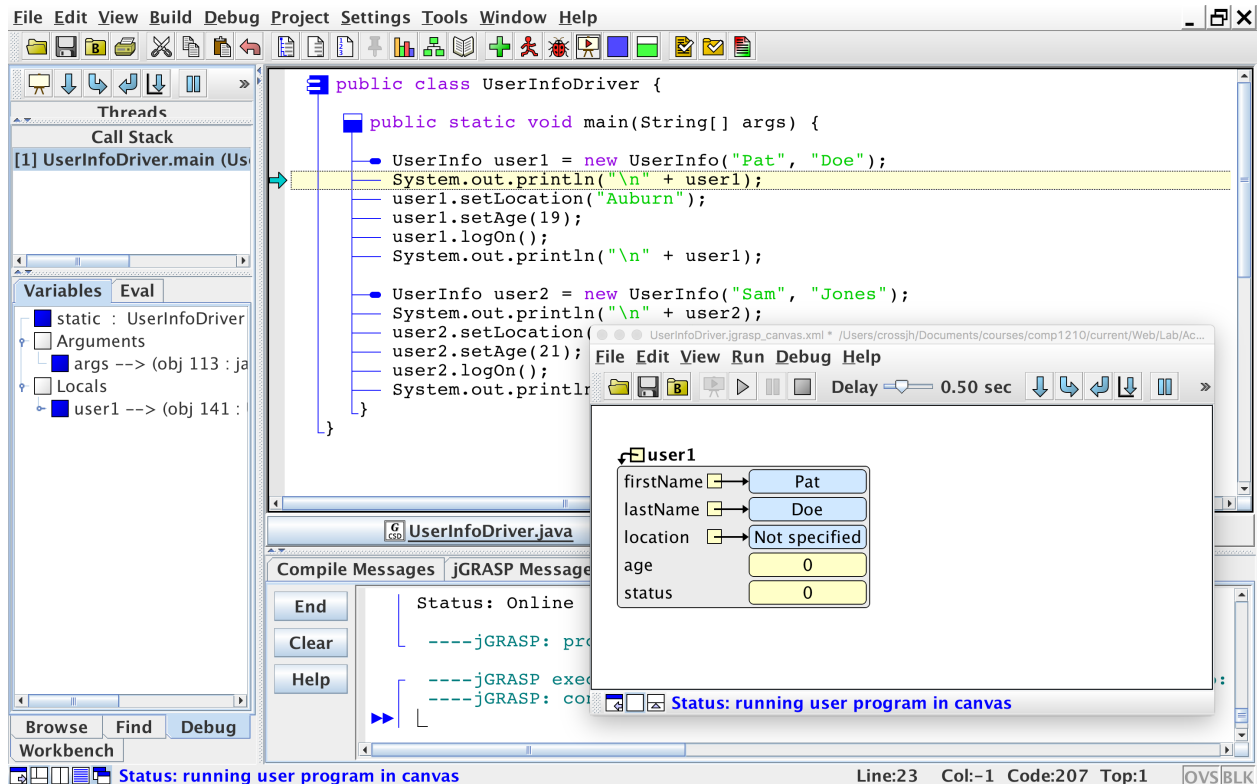 File Edit View Build Debug Project Settings Tools Window Help
Threads
Call Stack
[1] UserInfoDriver.main (Us
Variables Eval
static : UserInfoDriver
Arguments
args --> (obj 113 : ja
Locals
user1 --> (obj 141 :
Browse Find Debug
Workbench
public class UserInfoDriver {
public static void main(String[] args) {
UserInfo user1 = new UserInfo("Pat", "Doe");
System.out.println("\n" + user1);
user1.setLocation("Auburn");
user1.setAge(19);
user1.logOn();
System.out.println("\n" + user1);
UserInfo user2 = new UserInfo("Sam", "Jones");
System.out.println("\n" + user2);
user2.setLocation(
user2.setAge(21);
user2.logOn();
System.out.println
}
}
UserInfoDriver.java
Compile Messages jGRASP Message
End
Clear
Help
Status: Online
----jGRASP: pro
----jGRASP exec
----jGRASP: con
UserInfoDriver.jgrasp_canvas.xml * /Users/crossjh/Documents/courses/comp1210/current/Web/Lab/Ac...
File Edit View Run Debug Help
Delay 0.50 sec
user1
firstName Pat
lastName Doe
location Not specified
age 0
status 0
Status: running user program in canvas
Status: running user program in canvas
Line:23 Col:-1 Code:207 Top:1 OVS BLK